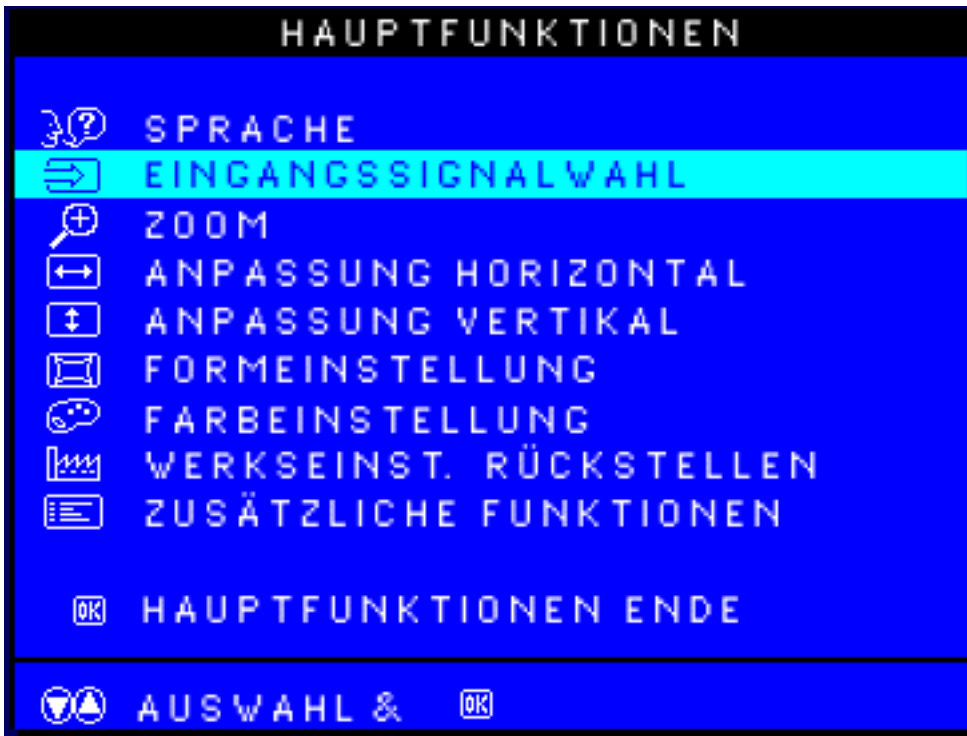 HAUPTFUNKTIONEN
SPRACHE
EINGANGSSIGNALWAHL
ZOOM
ANPASSUNG HORIZONTAL
ANPASSUNG VERTIKAL
FORMEINSTELLUNG
FARBEINSTELLUNG
WERKSEINST. RÜCKSTELLEN
ZUSÄTZLICHE FUNKTIONEN
OK HAUPTFUNKTIONEN ENDE
AUSWAHL & OK